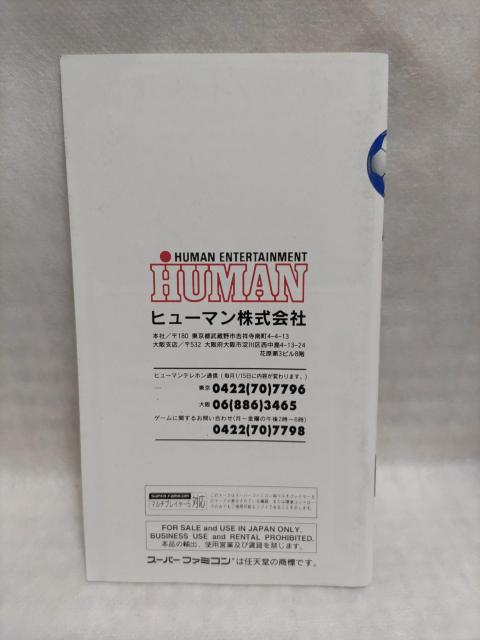 HUMAN ENTERTAINMENT
HUMAN
ヒューマン株式会社
本社/〒180 東京都武蔵野市吉祥寺南町4-4-13
大阪支店/〒532 大阪府大阪市淀川区西中島4-13-24
花原第3ビル8階
ヒューマンテレホン通信(毎月1/15日に内容が変わります。)
東京 0422(70)7796
大阪 06(886)3465
ゲームに関するお問い合わせ(月~金曜の午後2~6時)
0422(70)7798
SUPER FAMICOM
マルチプレイヤー5 対応
FOR SALE and USE IN JAPAN ONLY.
BUSINESS USE and RENTAL PROHIBITED.
本品の輸出、使用営業及び賃貸を禁じます。
スーパーファミコン®は任天堂の商標です。